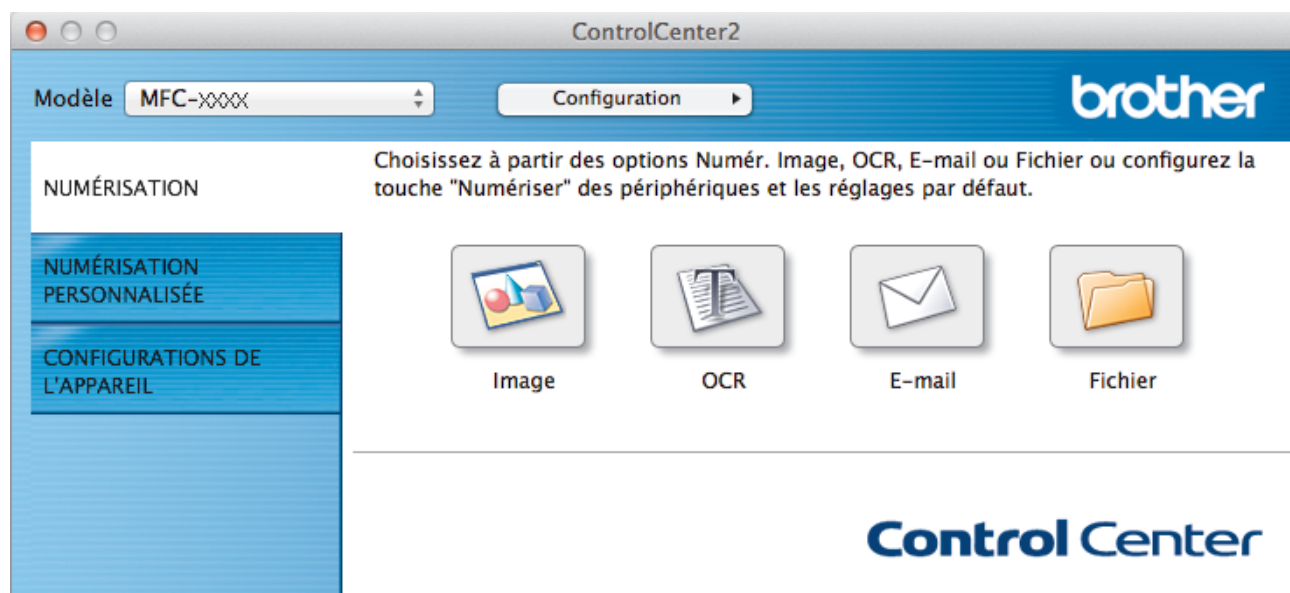 ControlCenter2
Modèle MFC-XXXX Configuration brother
NUMÉRISATION
Choisissez à partir des options Numér. Image, OCR, E-mail ou Fichier ou configurez la
touche "Numériser" des périphériques et les réglages par défaut.
NUMÉRISATION
PERSONNALISÉE
CONFIGURATIONS DE
L'APPAREIL
Image OCR E-mail Fichier
Control Center